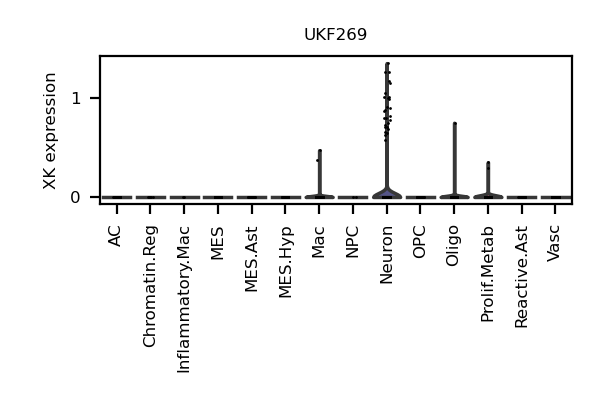 UKF269
XK expression
1
0
AC
Chromatin.Reg
Inflammatory.Mac
MES
MES.Ast
MES.Hyp
Mac
NPC
Neuron
OPC
Oligo
Prolif.Metab
Reactive.Ast
Vasc